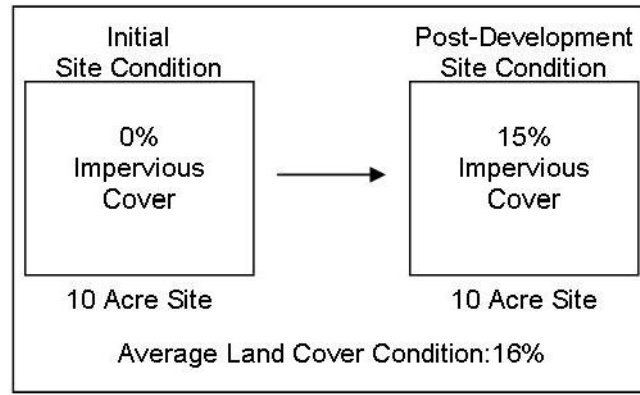 Initial
Site Condition
0%
Impervious
Cover
10 Acre Site
Post-Development
Site Condition
15%
Impervious
Cover
10 Acre Site
Average Land Cover Condition:16%